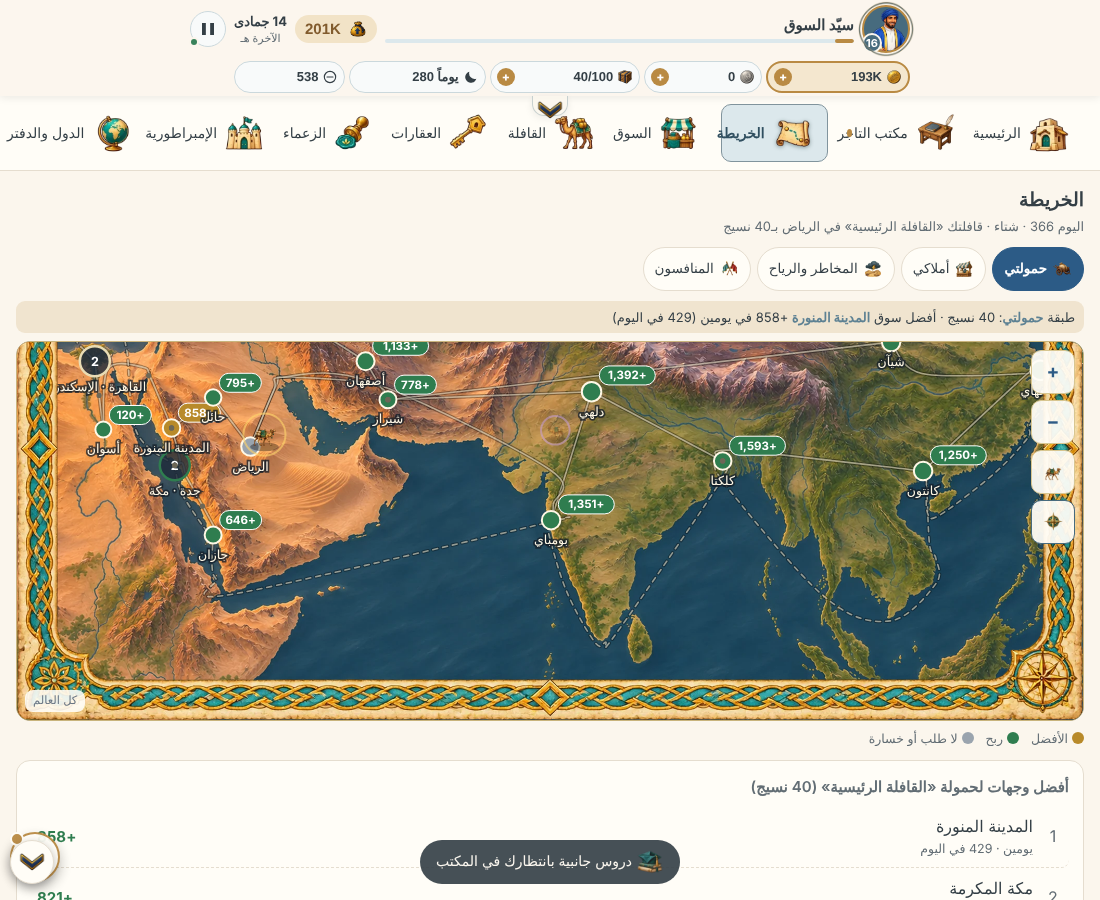 سيّد السوق
16
201K
14 جمادى
الآخرة هـ
193K +
0 +
40/100 +
280 يوماً
538
الرئيسية
مكتب التاجر
الخريطة
السوق
القافلة
العقارات
الزعماء
الإمبراطورية
الدول والدفتر
الخريطة
اليوم 366 · شتاء · قافلتك «القافلة الرئيسية» في الرياض بـ40 نسيج
حمولتي
أملاكي
المخاطر والرياح
المنافسون
طبقة حمولتي: 40 نسيج · أفضل سوق المدينة المنورة +858 في يومين (429 في اليوم)
+
−
شيآن
1,133+
أصفهان
778+
شيراز
1,392+
دلهي
1,593+
كلكتا
1,250+
كانتون
1,351+
بومباي
2
القاهرة · الإسكندر
795+
حائل
120+
أسوان
858
المدينة المنورة
الرياض
2
جدة · مكة
646+
جازان
كل العالم
الأفضل
ربح
لا طلب أو خسارة
أفضل وجهات لحمولة «القافلة الرئيسية» (40 نسيج)
1
المدينة المنورة
يومين · 429 في اليوم
858+
دروس جانبية بانتظارك في المكتب
2
مكة المكرمة
821+